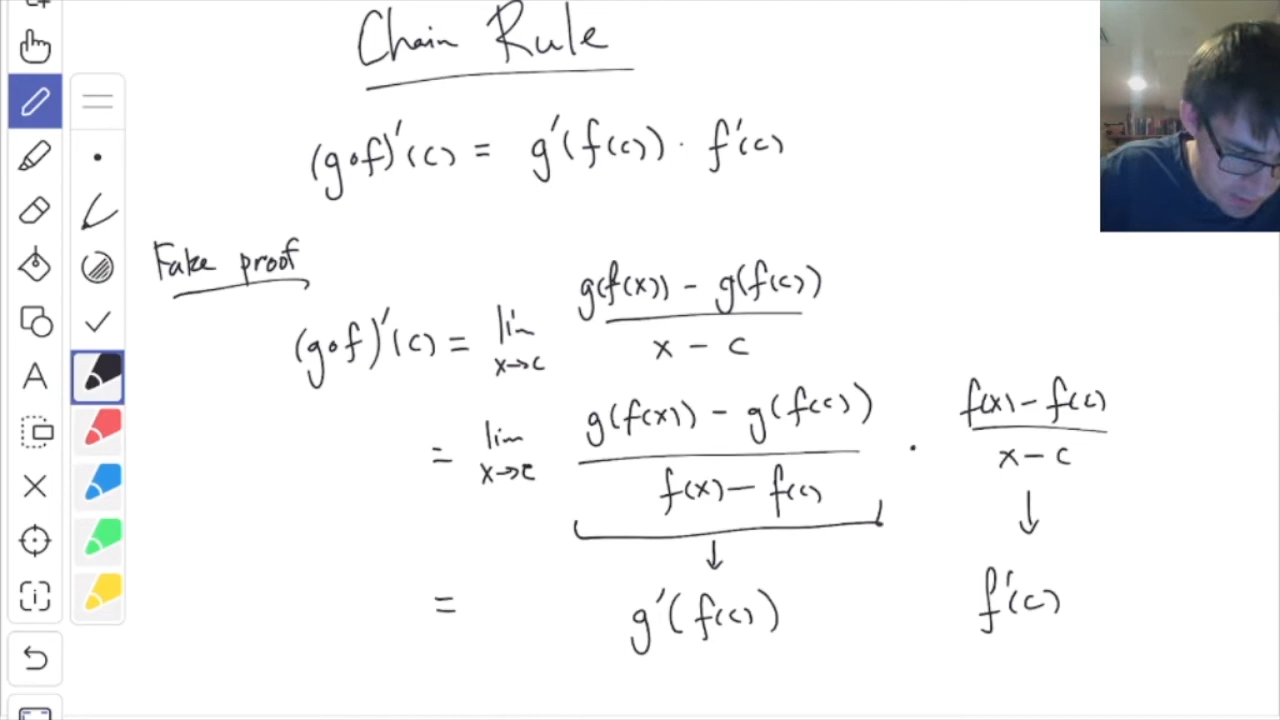 Chain Rule
(g∘f)'(c) = g'(f(c)) · f'(c)
Fake proof
(g∘f)'(c) = lim x→c g(f(x)) - g(f(c)) / x - c
= lim x→c g(f(x)) - g(f(c)) / f(x) - f(c) · f(x) - f(c) / x - c
↓ ↓
= g'(f(c)) f'(c)